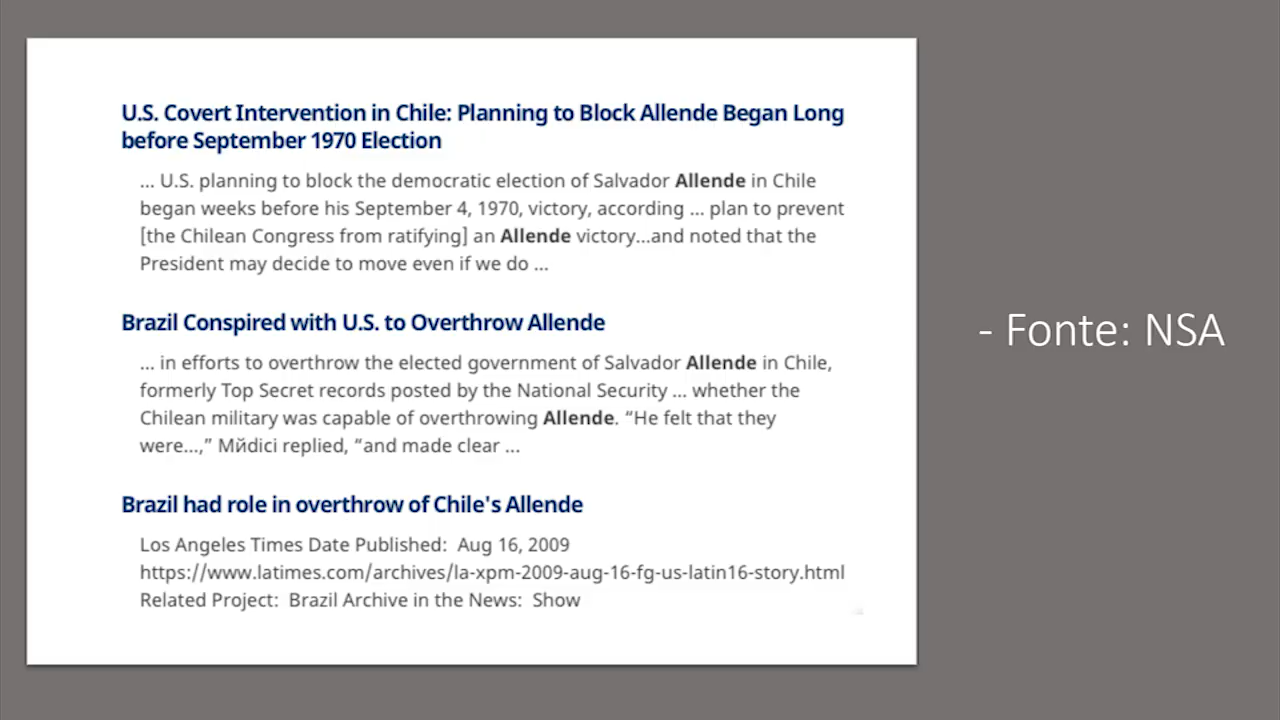 U.S. Covert Intervention in Chile: Planning to Block Allende Began Long
before September 1970 Election
... U.S. planning to block the democratic election of Salvador Allende in Chile
began weeks before his September 4, 1970, victory, according ... plan to prevent
[the Chilean Congress from ratifying] an Allende victory...and noted that the
President may decide to move even if we do ...
Brazil Conspired with U.S. to Overthrow Allende
... in efforts to overthrow the elected government of Salvador Allende in Chile,
formerly Top Secret records posted by the National Security ... whether the
Chilean military was capable of overthrowing Allende. “He felt that they
were...,” Mйdici replied, “and made clear ...
Brazil had role in overthrow of Chile's Allende
Los Angeles Times Date Published: Aug 16, 2009
https://www.latimes.com/archives/la-xpm-2009-aug-16-fg-us-latin16-story.html
Related Project: Brazil Archive in the News: Show
- Fonte: NSA